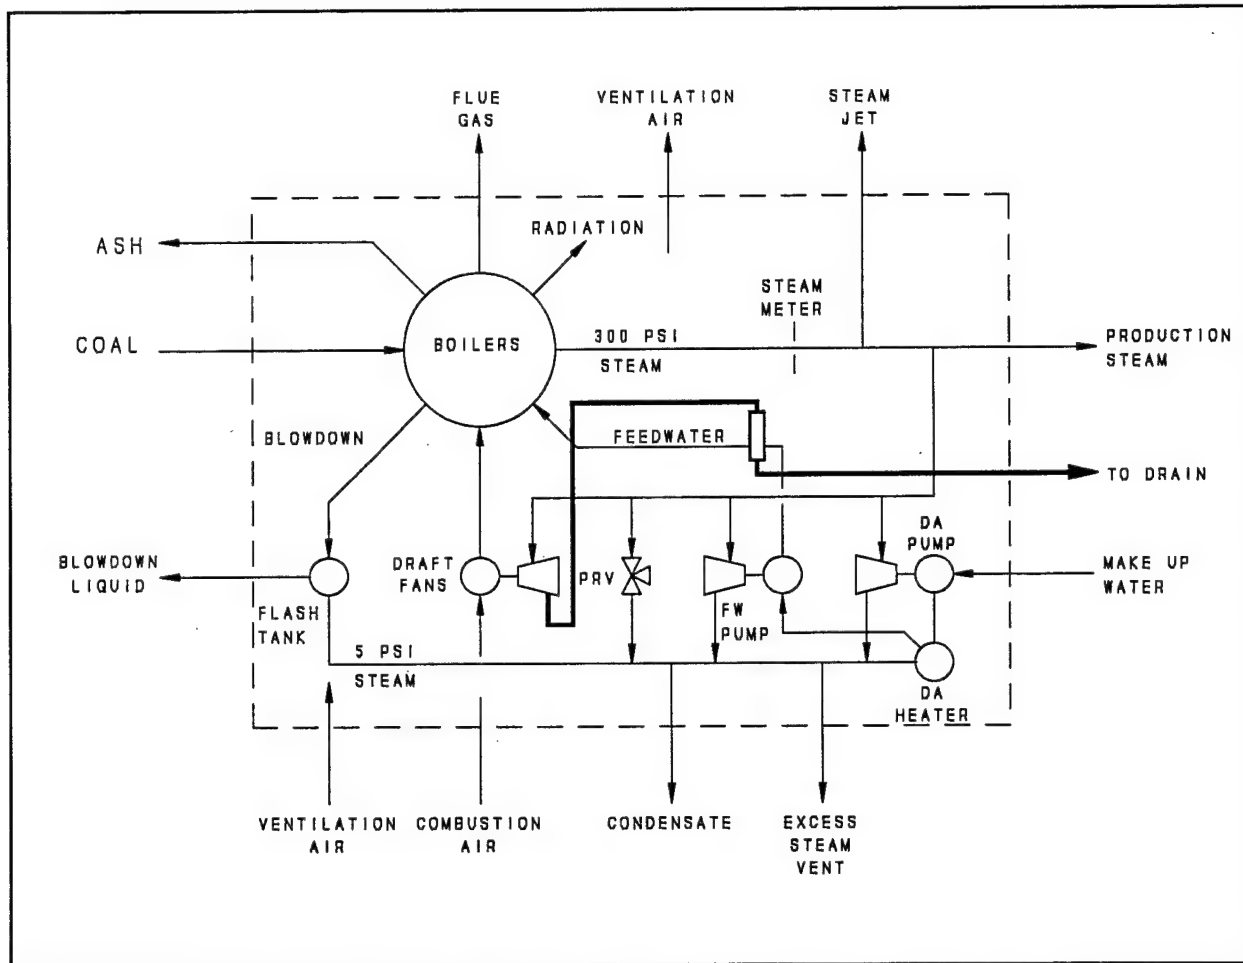 FLUE
GAS
VENTILATION
AIR
STEAM
JET
RADIATION
ASH
STEAM
METER
COAL
BOILERS
300 PSI
STEAM
PRODUCTION
STEAM
BLOWDOWN
FEEDWATER
TO DRAIN
DA
PUMP
BLOWDOWN
LIQUID
DRAFT
FANS
PRV
MAKE UP
WATER
FLASH
TANK
FW
PUMP
5 PSI
STEAM
DA
HEATER
VENTILATION
AIR
COMBUSTION
AIR
CONDENSATE
EXCESS
STEAM
VENT